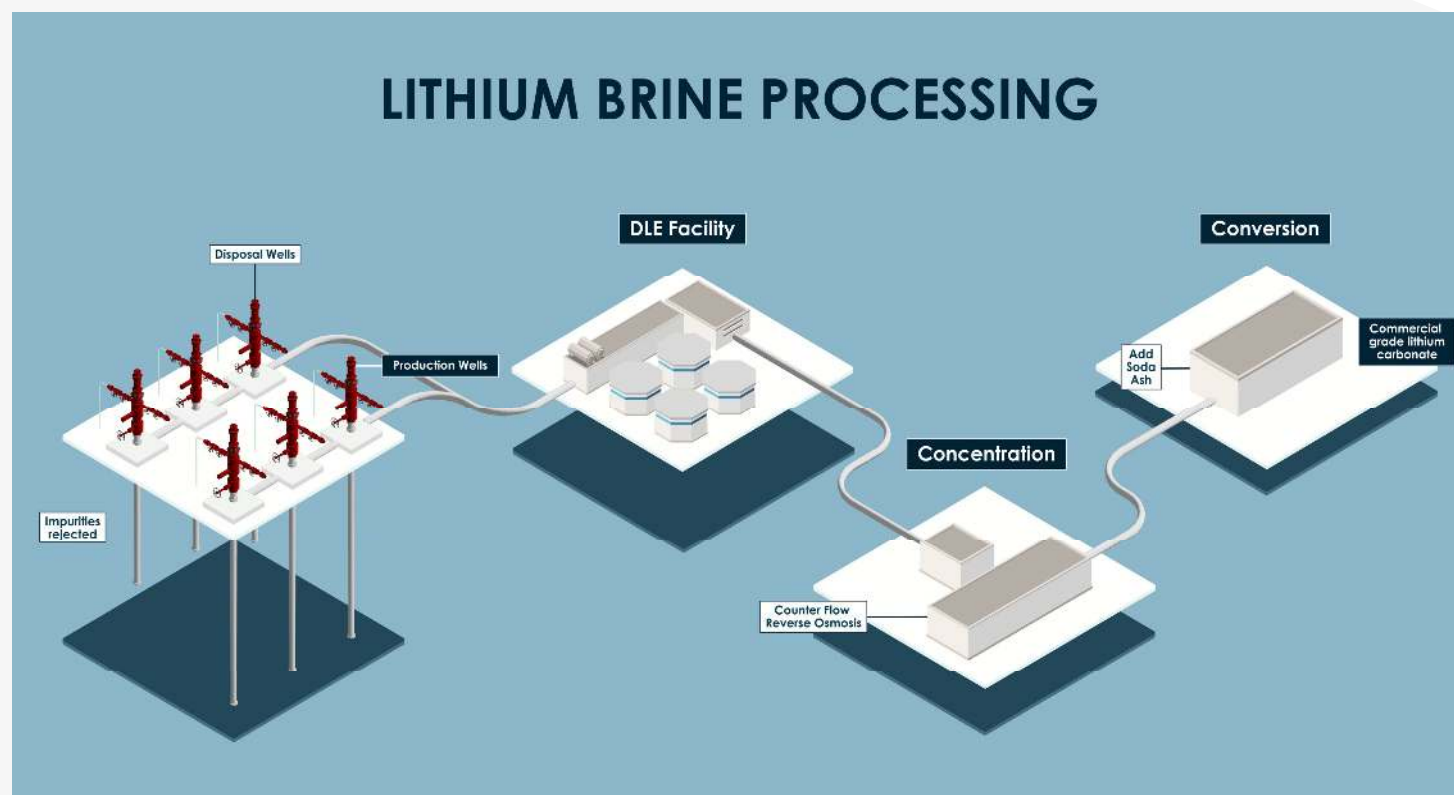 LITHIUM BRINE PROCESSING
Disposal Wells
Production Wells
Impurities
rejected
DLE Facility
Concentration
Counter Flow
Reverse Osmosis
Conversion
Add
Soda
Ash
Commercial
grade lithium
carbonate